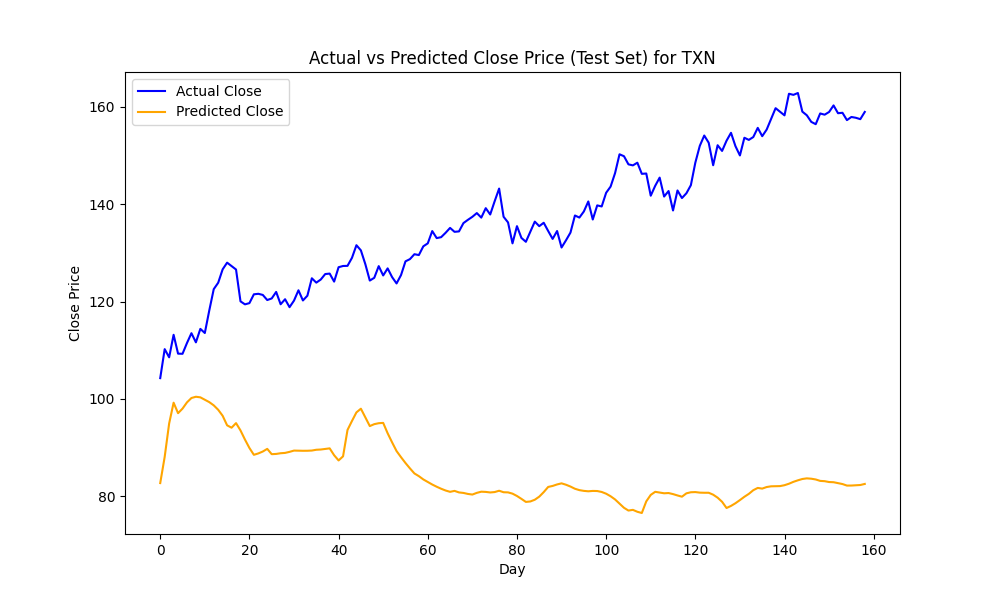 Actual vs Predicted Close Price (Test Set) for TXN
Actual Close
Predicted Close
Close Price
160
140
120
100
80
0 20 40 60 80 100 120 140 160
Day